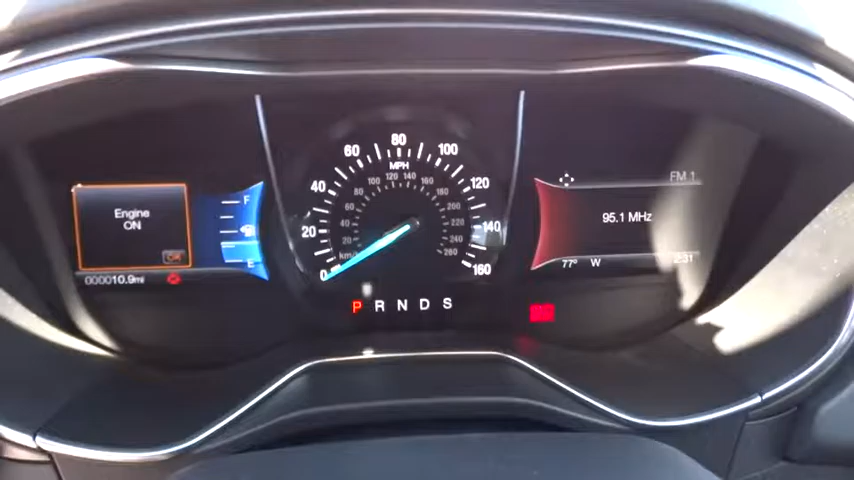 Engine
ON
OK
000010.9mi
F
E
MPH
0 20 40 60 80 100 120 140 160
km/h
20 40 60 80 100 120 140 160 180 200 220 240 260
P R N D S
FM 1
95.1 MHz
77° W
2:31